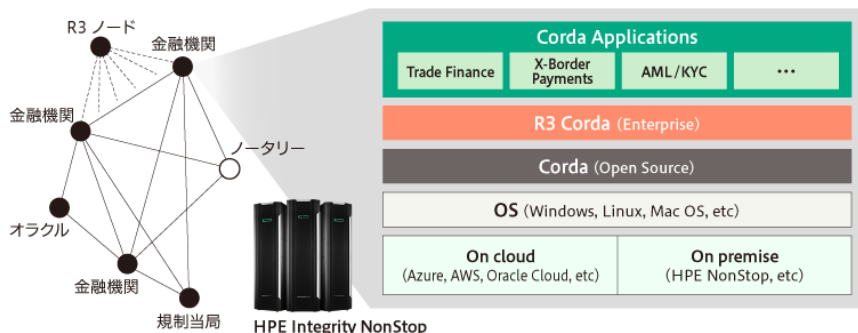 R3 ノード
金融機関
金融機関
ノータリー
オラクル
金融機関
規制当局
HPE Integrity NonStop
Corda Applications
Trade Finance
X-Border
Payments
AML/KYC
…
R3 Corda (Enterprise)
Corda (Open Source)
OS (Windows, Linux, Mac OS, etc)
On cloud
(Azure, AWS, Oracle Cloud, etc)
On premise
(HPE NonStop, etc)